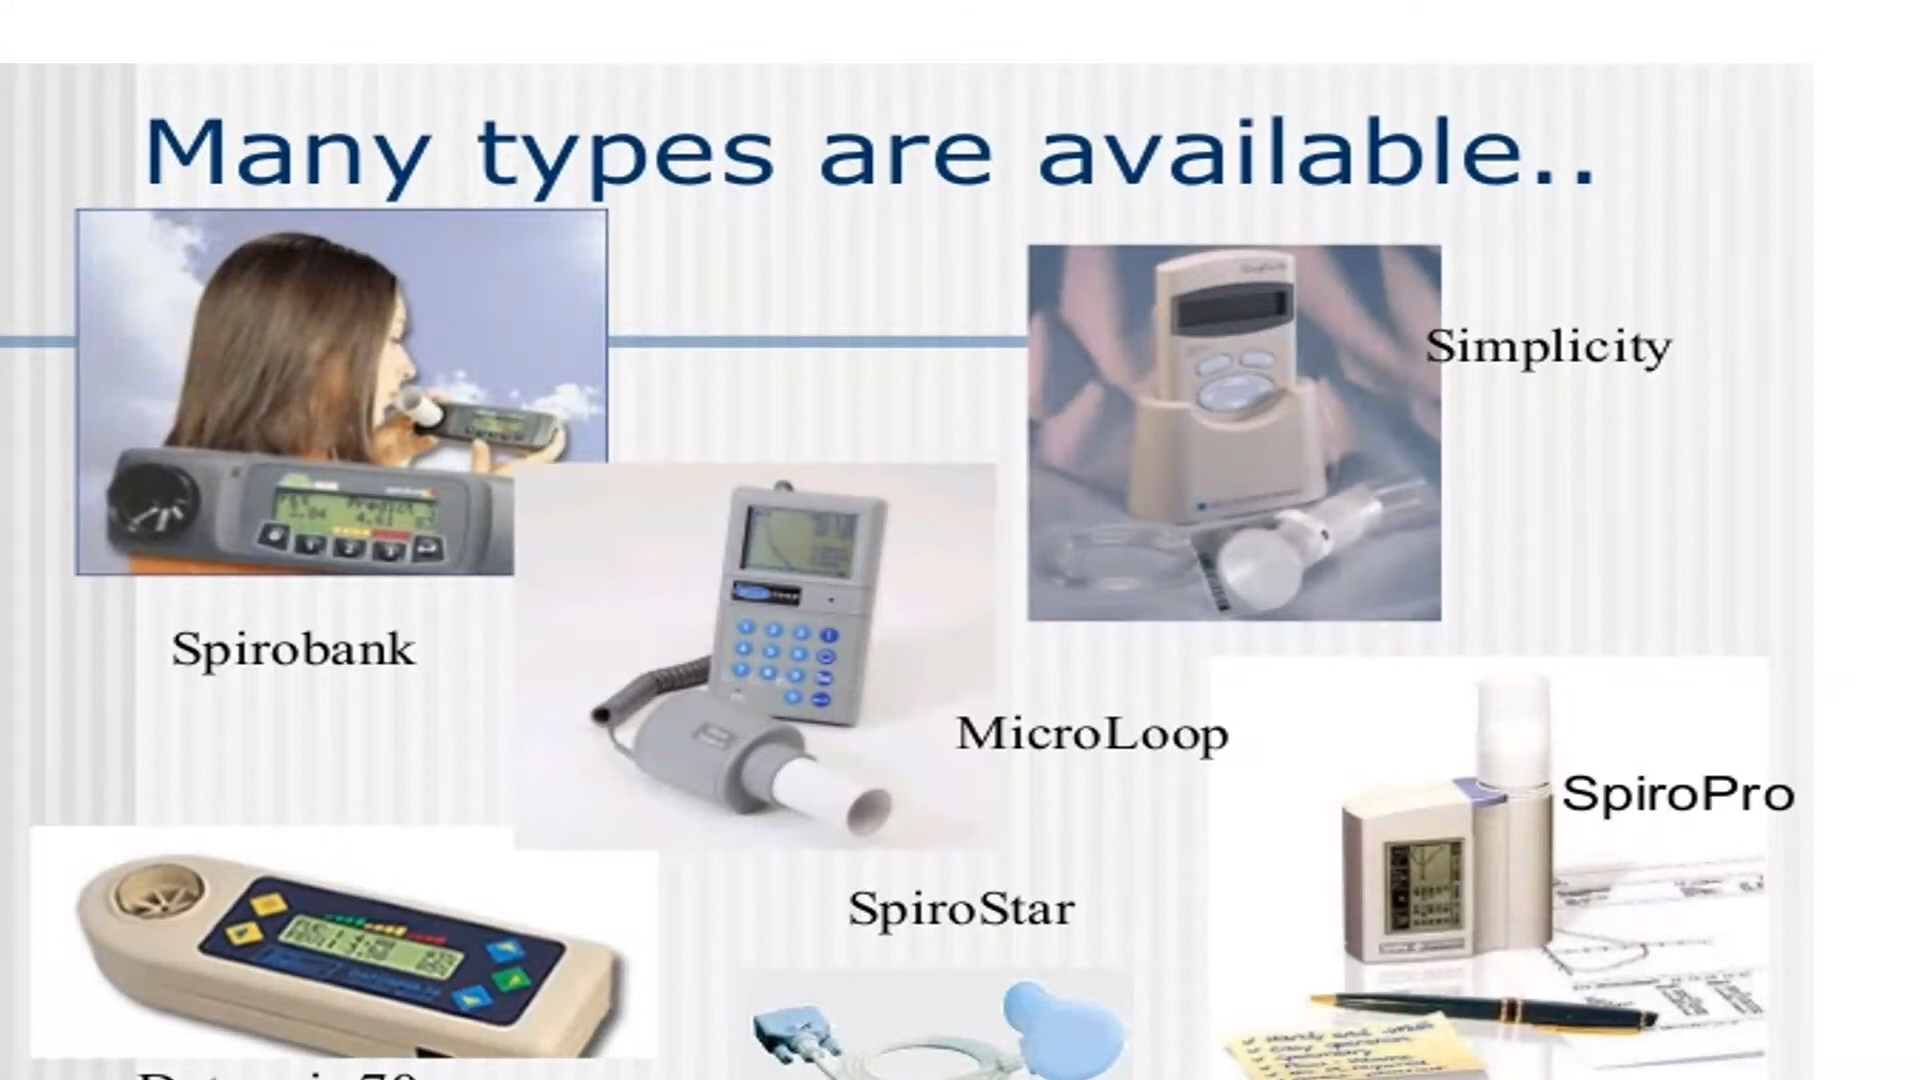 Many types are available..
Simplicity
Spirobank
MicroLoop
SpiroPro
SpiroStar